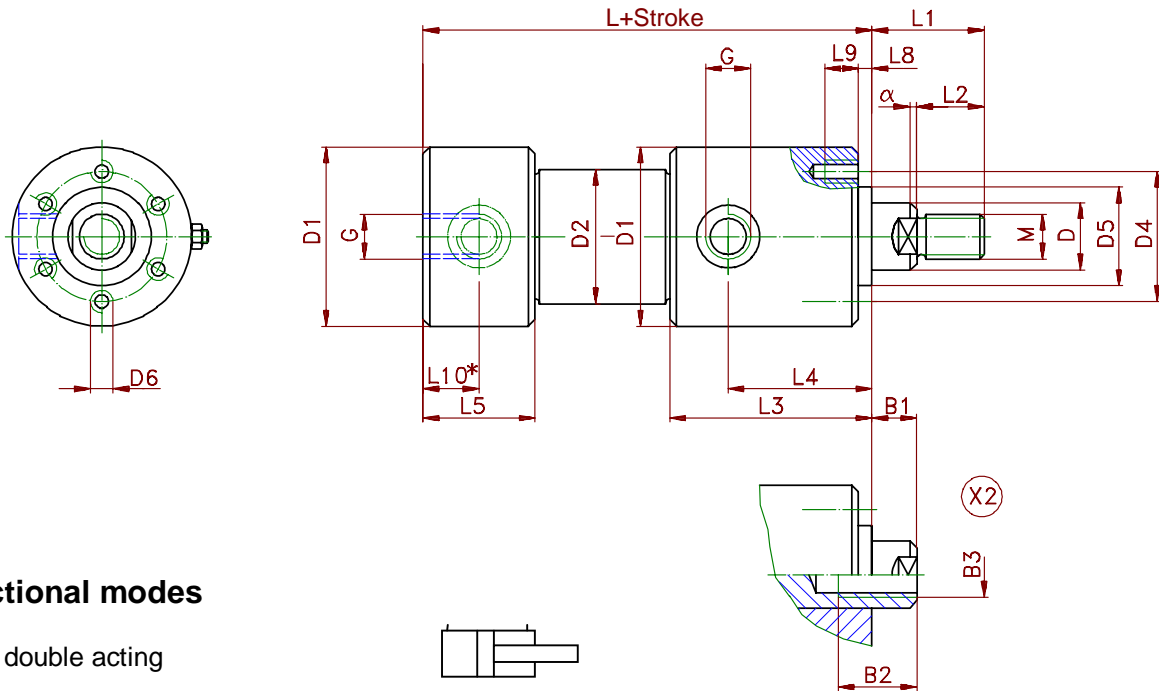 L+Stroke
L1
G
L9
L8
α
L2
D1
G
D2
D1
M
D
D5
D4
D6
L10*
L4
L5
L3
B1
X2
B3
ctional modes
double acting
B2